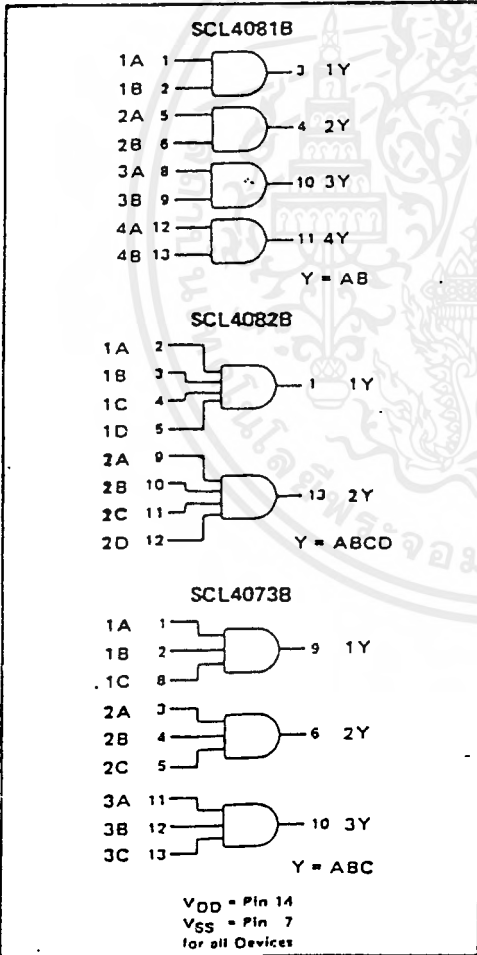 SCL4081B
1A 1
3 1Y
1B 2
2A 5
4 2Y
2B 6
3A 8
10 3Y
3B 9
4A 12
11 4Y
4B 13
Y = AB
SCL4082B
1A 2
1B 3
1 1Y
1C 4
1D 5
2A 9
2B 10
13 2Y
2C 11
2D 12
Y = ABCD
SCL4073B
1A 1
1B 2
9 1Y
1C 8
2A 3
2B 4
6 2Y
2C 5
3A 11
3B 12
10 3Y
3C 13
Y = ABC
VDD = Pin 14
VSS = Pin 7
for all Devices